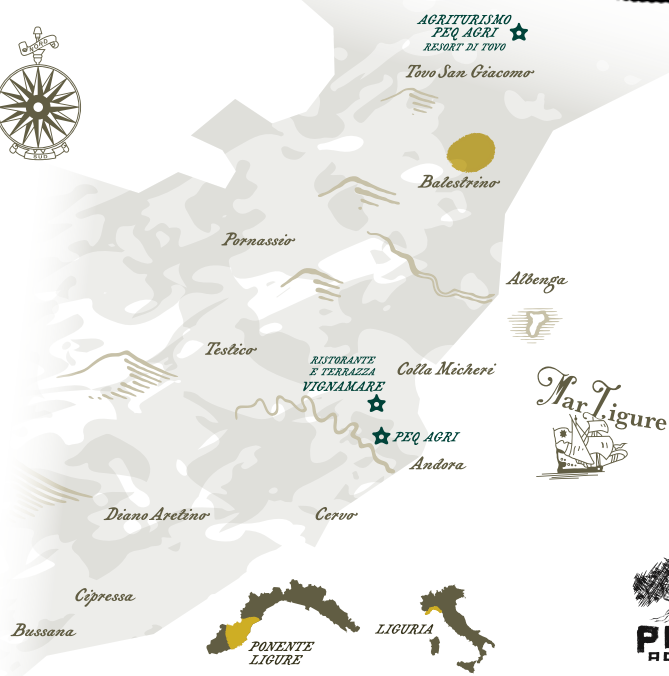 NORD
SUD
AGRITURISMO
PEQ AGRI
RESORT DI TOVO
Tovo San Giacomo
Balestrino
Pornassio
Albenga
Testico
RISTORANTE
E TERRAZZA
VIGNAMARE
Colla Micheri
Mar Ligure
PEQ AGRI
Andora
Diano Aretino
Cervo
Cipressa
Bussana
PONENTE
LIGURE
LIGURIA